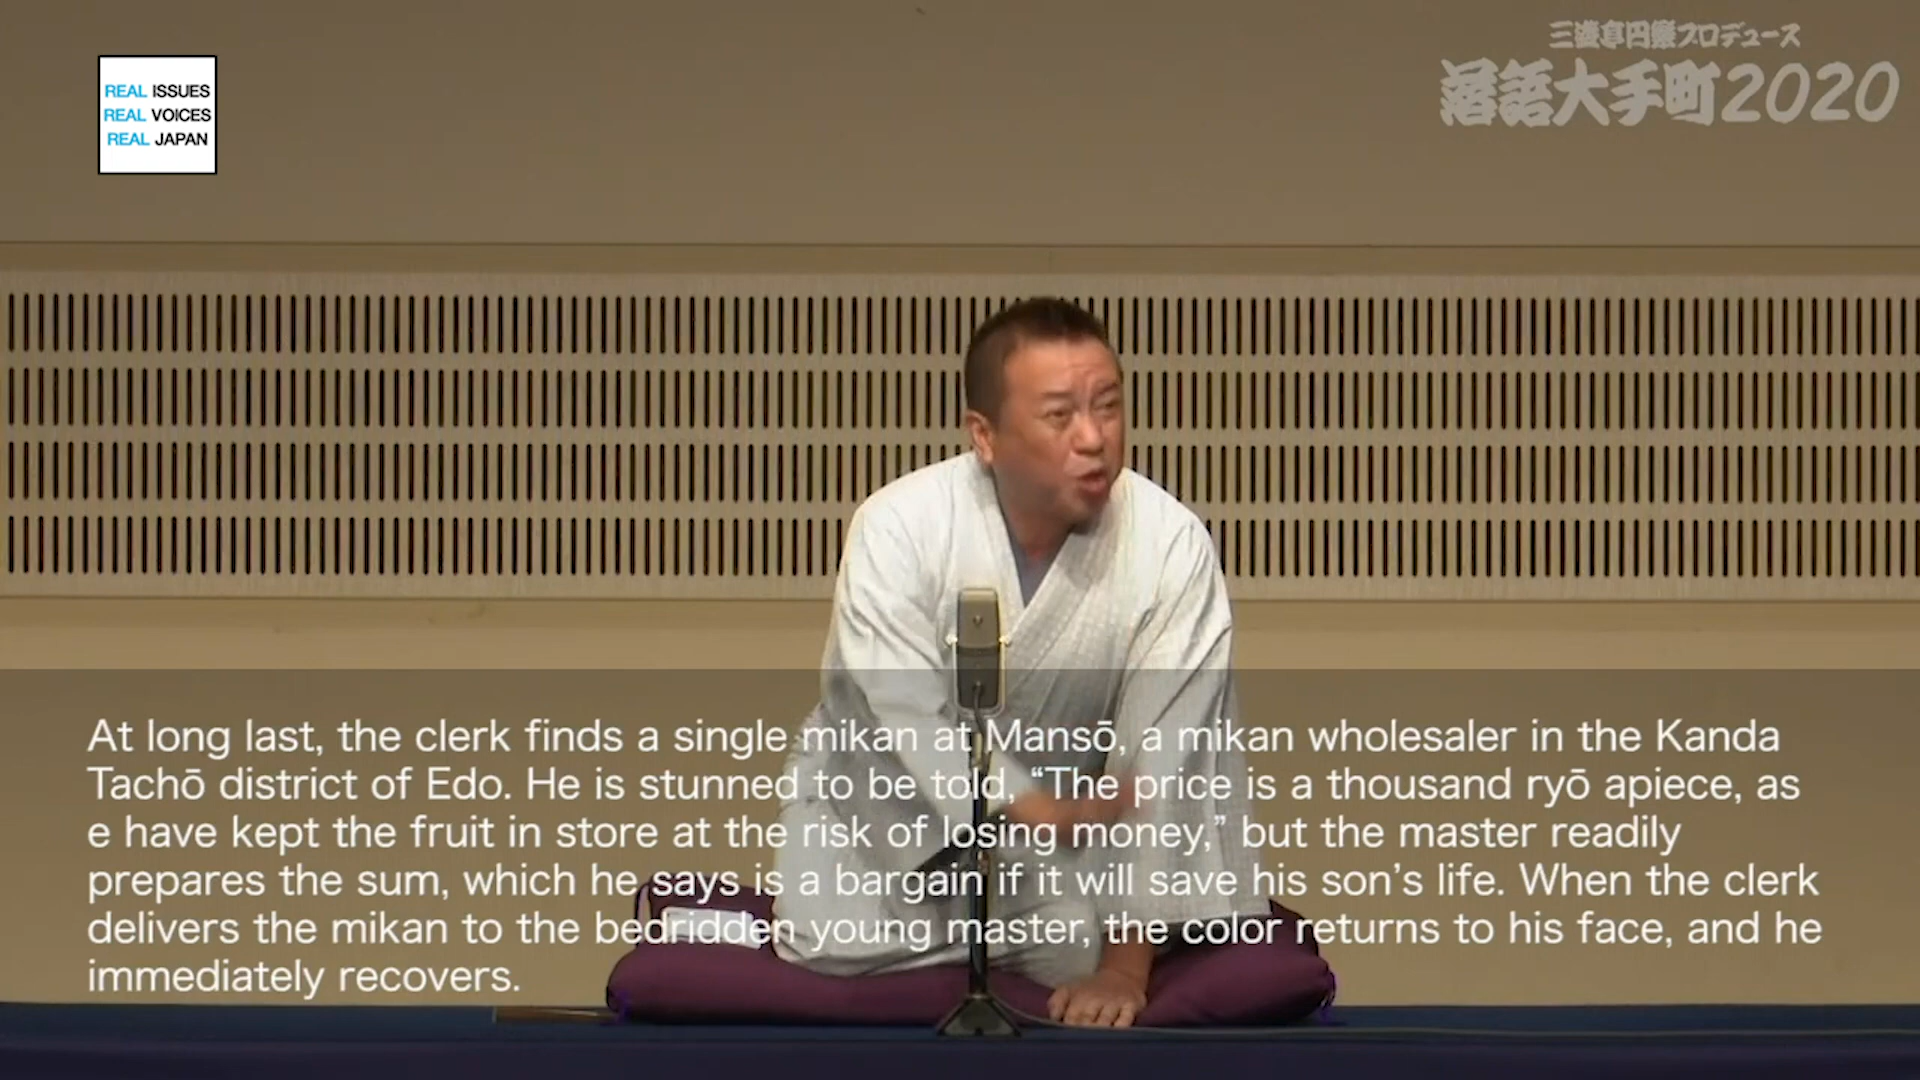 REAL ISSUES
REAL VOICES
REAL JAPAN
三遊亭円楽プロデュース
落語大手町2020
At long last, the clerk finds a single mikan at Mansō, a mikan wholesaler in the Kanda
Tachō district of Edo. He is stunned to be told, “The price is a thousand ryō apiece, as
e have kept the fruit in store at the risk of losing money,” but the master readily
prepares the sum, which he says is a bargain if it will save his son’s life. When the clerk
delivers the mikan to the bedridden young master, the color returns to his face, and he
immediately recovers.